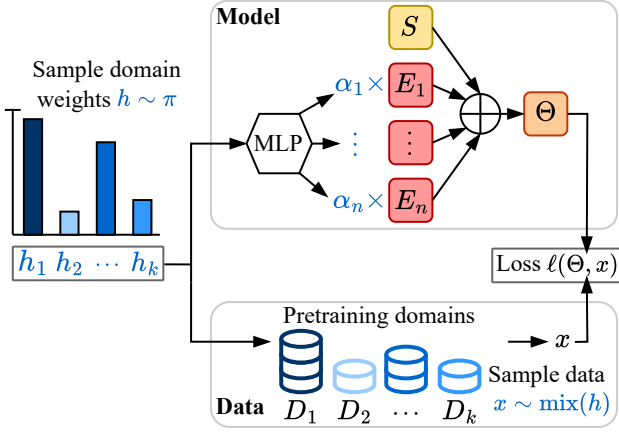 Model
S
Sample domain
weights h ∼ π
α₁× E₁
MLP
⋮ ⋮
Θ
αₙ× Eₙ
h₁ h₂ ⋯ hₖ
Loss ℓ(Θ, x)
Pretraining domains
x
Sample data
x ∼ mix(h)
Data D₁ D₂ ⋯ Dₖ